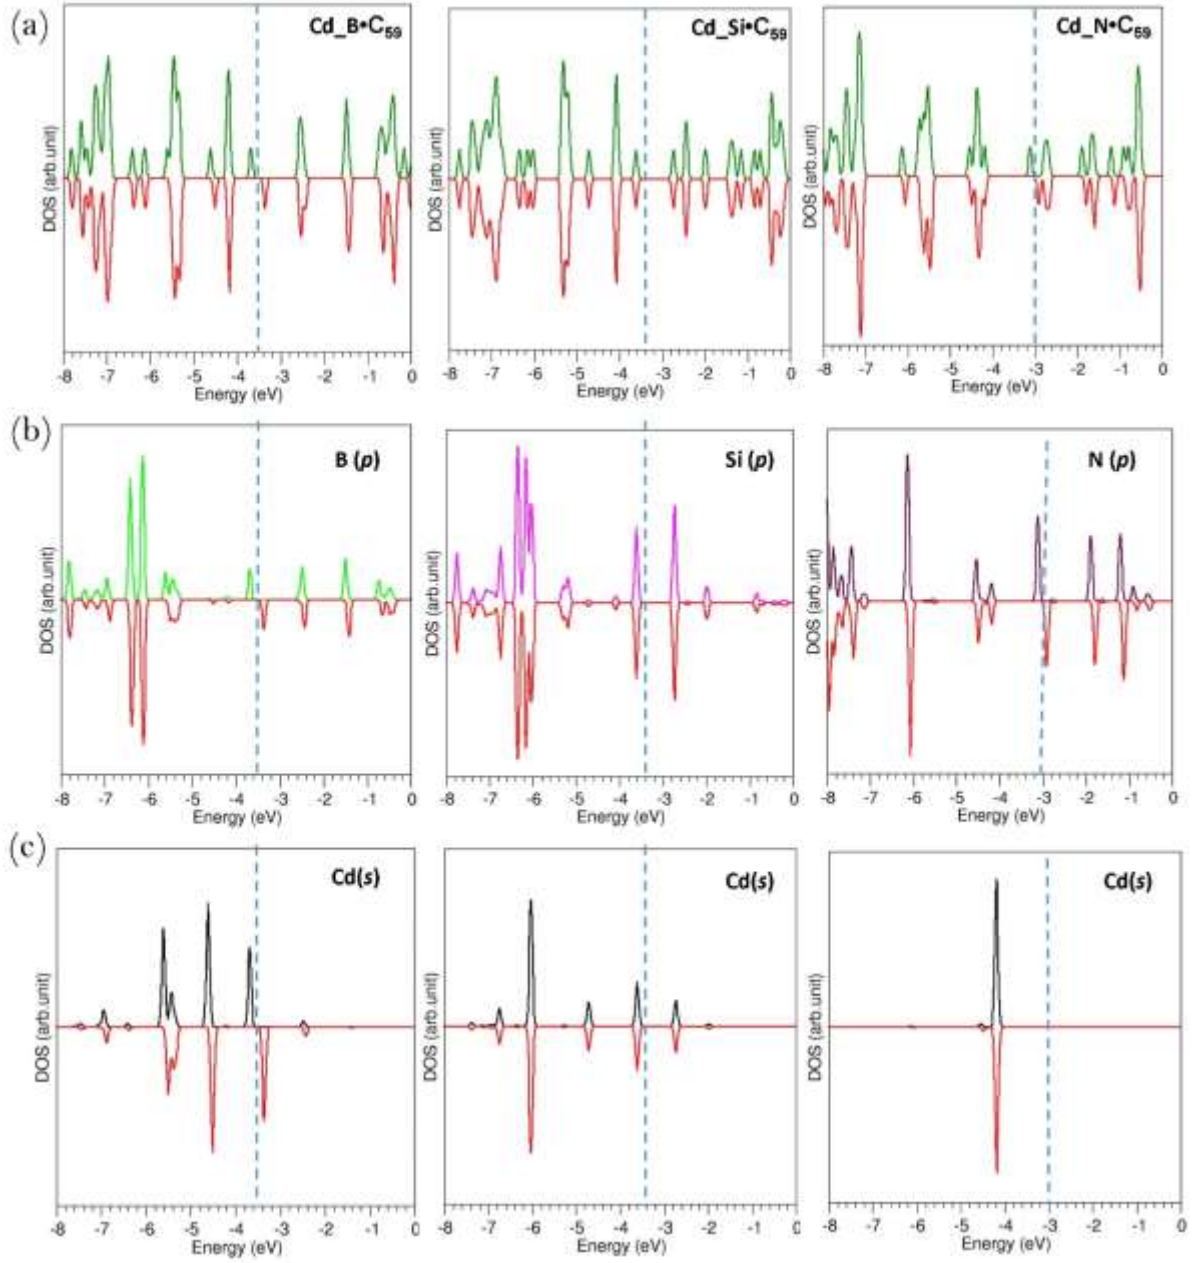 (a)
Cd_B•C₅₉
Cd_Si•C₅₉
Cd_N•C₅₉
DOS (arb.unit)
DOS (arb.unit)
DOS (arb.unit)
-8 -7 -6 -5 -4 -3 -2 -1 0
-8 -7 -6 -5 -4 -3 -2 -1 0
-8 -7 -6 -5 -4 -3 -2 -1 0
Energy (eV)
Energy (eV)
Energy (eV)
(b)
B (p)
Si (p)
N (p)
DOS (arb.unit)
DOS (arb.unit)
DOS (arb.unit)
-8 -7 -6 -5 -4 -3 -2 -1 0
-8 -7 -6 -5 -4 -3 -2 -1 0
-8 -7 -6 -5 -4 -3 -2 -1 0
Energy (eV)
Energy (eV)
Energy (eV)
(c)
Cd(s)
Cd(s)
Cd(s)
DOS (arb.unit)
DOS (arb.unit)
DOS (arb.unit)
-8 -7 -6 -5 -4 -3 -2 -1 0
-8 -7 -6 -5 -4 -3 -2 -1 0
-8 -7 -6 -5 -4 -3 -2 -1 0
Energy (eV)
Energy (eV)
Energy (eV)